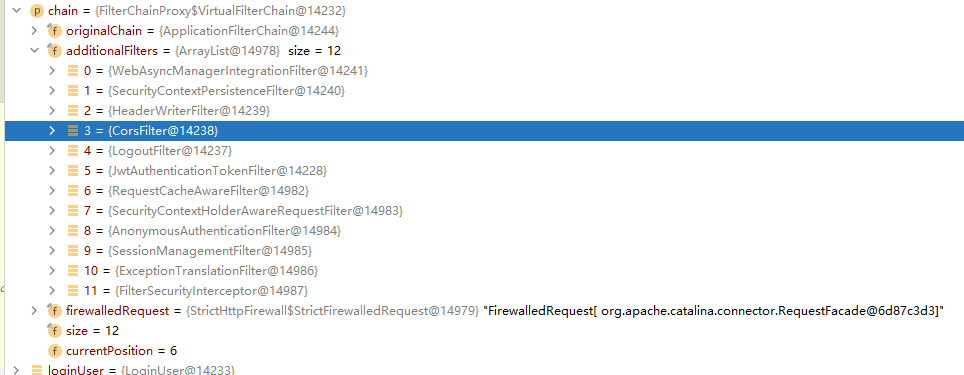 chain = {FilterChainProxy$VirtualFilterChain@14232}
originalChain = {ApplicationFilterChain@14244}
additionalFilters = {ArrayList@14978} size = 12
0 = {WebAsyncManagerIntegrationFilter@14241}
1 = {SecurityContextPersistenceFilter@14240}
2 = {HeaderWriterFilter@14239}
3 = {CorsFilter@14238}
4 = {LogoutFilter@14237}
5 = {JwtAuthenticationTokenFilter@14228}
6 = {RequestCacheAwareFilter@14982}
7 = {SecurityContextHolderAwareRequestFilter@14983}
8 = {AnonymousAuthenticationFilter@14984}
9 = {SessionManagementFilter@14985}
10 = {ExceptionTranslationFilter@14986}
11 = {FilterSecurityInterceptor@14987}
firewalledRequest = {StrictHttpFirewall$StrictFirewalledRequest@14979} "FirewalledRequest[ org.apache.catalina.connector.RequestFacade@6d87c3d3]"
size = 12
currentPosition = 6
loginUser = {LoginUser@14233}